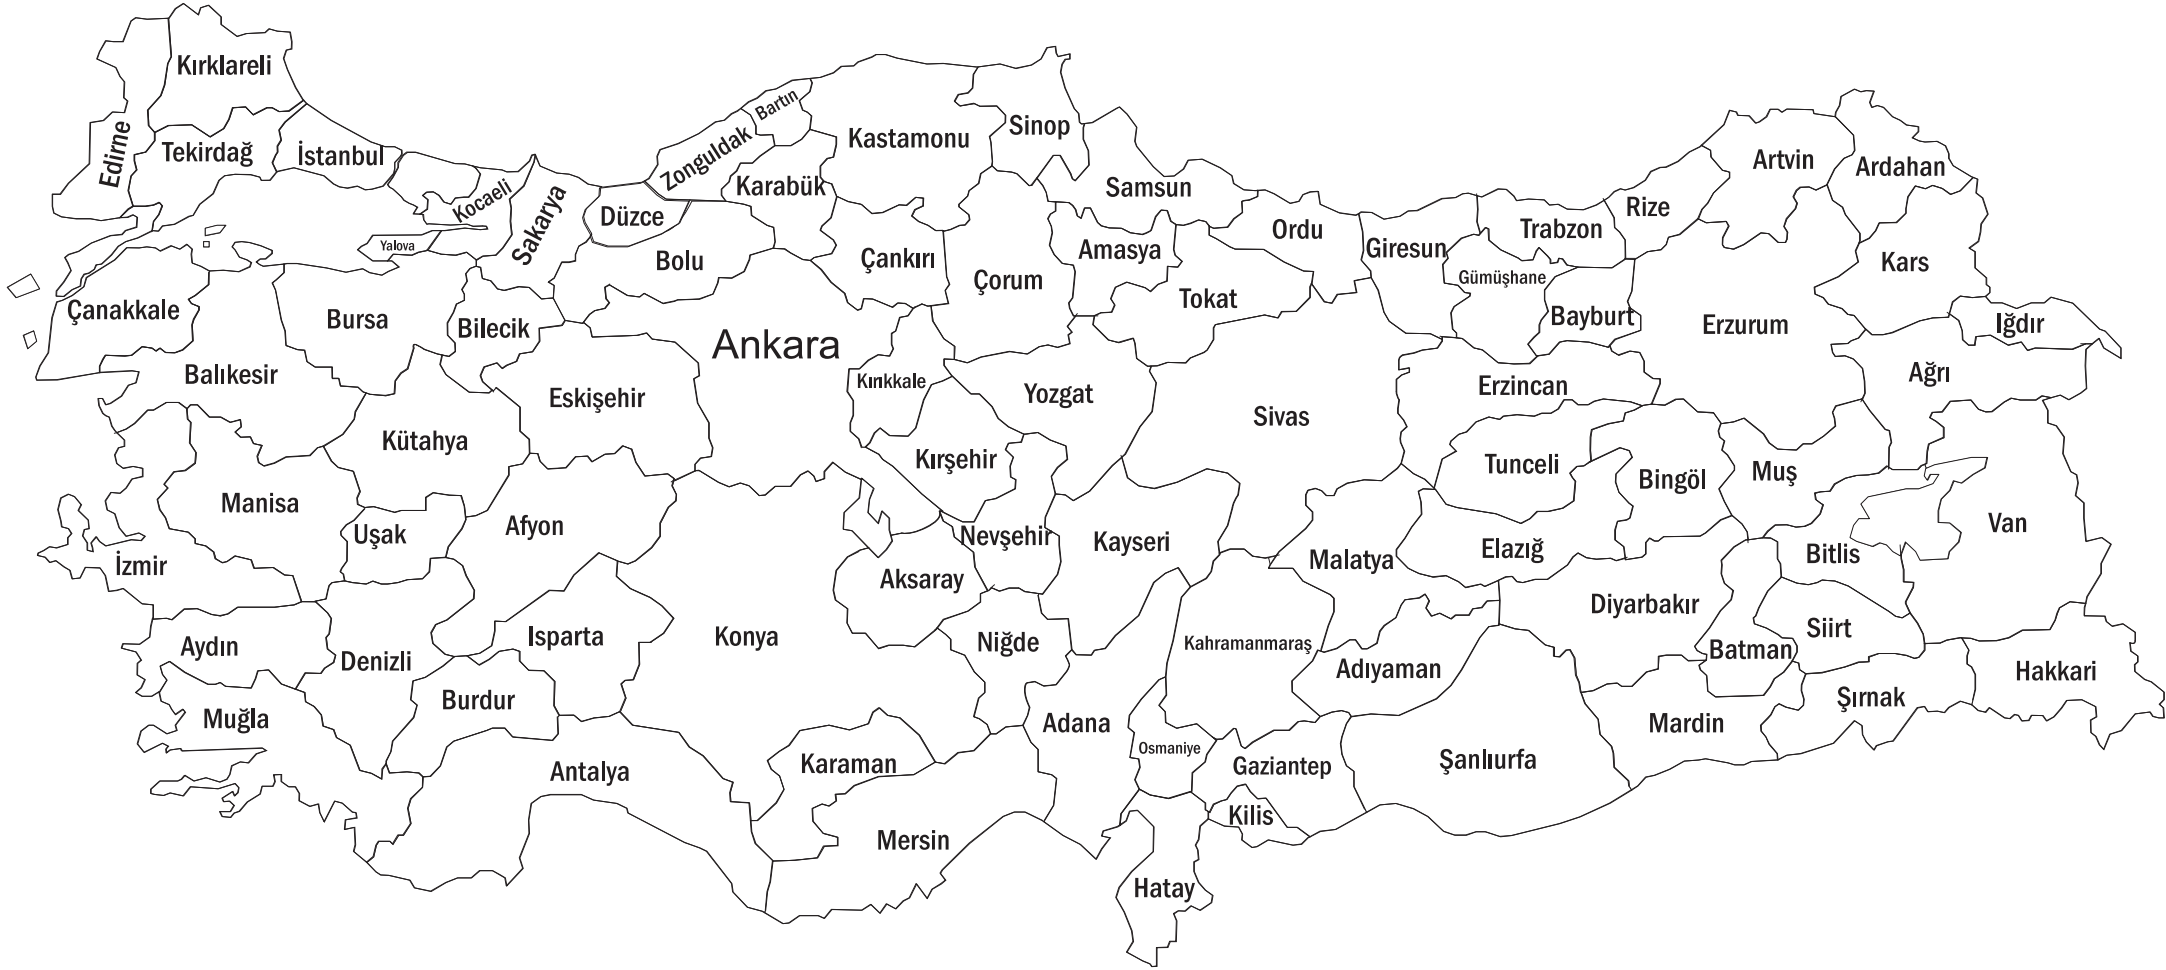 Kırklareli
Edirne
Tekirdağ
İstanbul
Kocaeli
Yalova
Sakarya
Düzce
Bolu
Zonguldak
Bartın
Karabük
Kastamonu
Sinop
Çankırı
Çorum
Samsun
Amasya
Tokat
Ordu
Giresun
Gümüşhane
Trabzon
Bayburt
Rize
Artvin
Ardahan
Kars
Iğdır
Ağrı
Erzurum
Erzincan
Çanakkale
Balıkesir
Bursa
Bilecik
Eskişehir
Ankara
Kırıkkale
Yozgat
Sivas
Kütahya
Kırşehir
Tunceli
Bingöl
Muş
Van
Bitlis
Manisa
Uşak
Afyon
Nevşehir
Kayseri
Malatya
Elazığ
İzmir
Aksaray
Diyarbakır
Batman
Siirt
Hakkari
Şırnak
Mardin
Aydın
Denizli
Isparta
Burdur
Konya
Niğde
Kahramanmaraş
Adıyaman
Muğla
Antalya
Karaman
Mersin
Adana
Osmaniye
Gaziantep
Kilis
Şanlıurfa
Hatay